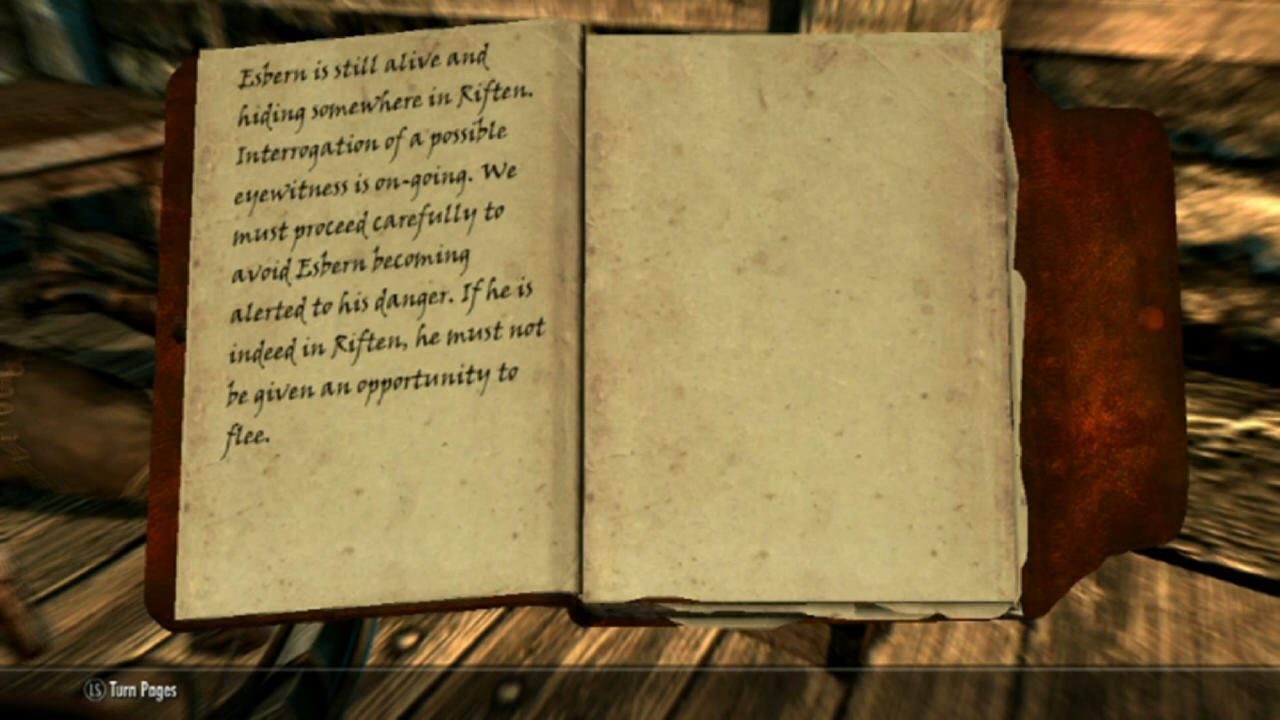 Esbern is still alive and
hiding somewhere in Riften.
Interrogation of a possible
eyewitness is on-going. We
must proceed carefully to
avoid Esbern becoming
alerted to his danger. If he is
indeed in Riften, he must not
be given an opportunity to
flee.
LS Turn Pages